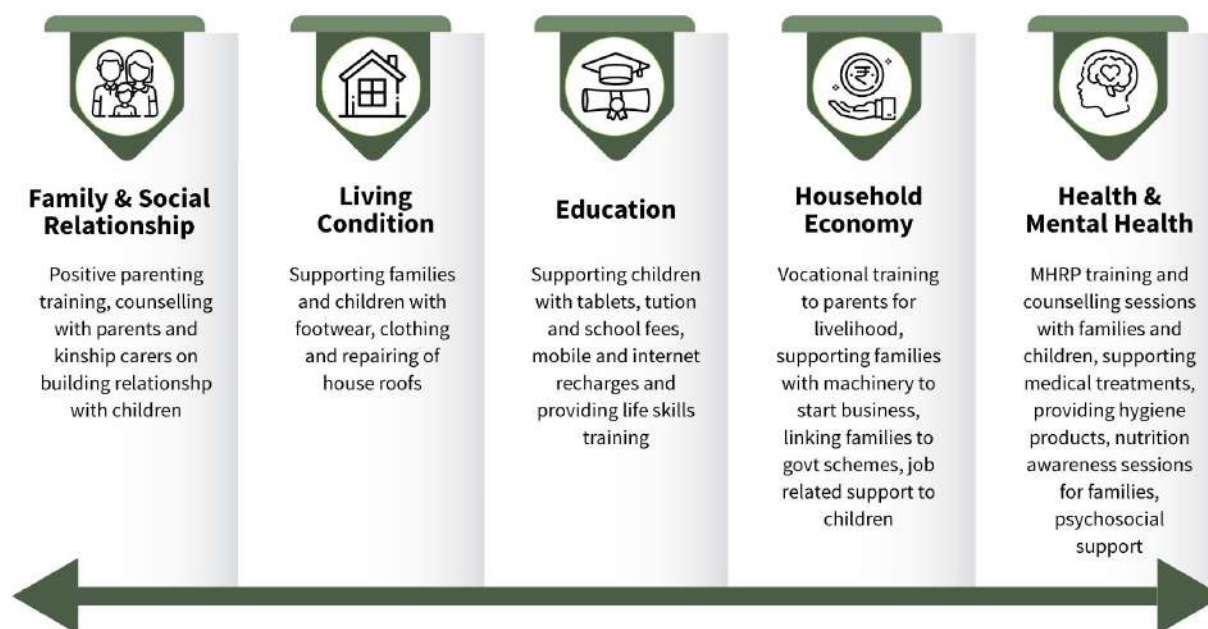 Family & Social
Relationship
Positive parenting
training, counselling
with parents and
kinship carers on
building relationshp
with children
Living
Condition
Supporting families
and children with
footwear, clothing
and repairing of
house roofs
Education
Supporting children
with tablets, tution
and school fees,
mobile and internet
recharges and
providing life skills
training
Household
Economy
Vocational training
to parents for
livelihood,
supporting families
with machinery to
start business,
linking families to
govt schemes, job
related support to
children
Health &
Mental Health
MHRP training and
counselling sessions
with families and
children, supporting
medical treatments,
providing hygiene
products, nutrition
awareness sessions
for families,
psychosocial
support